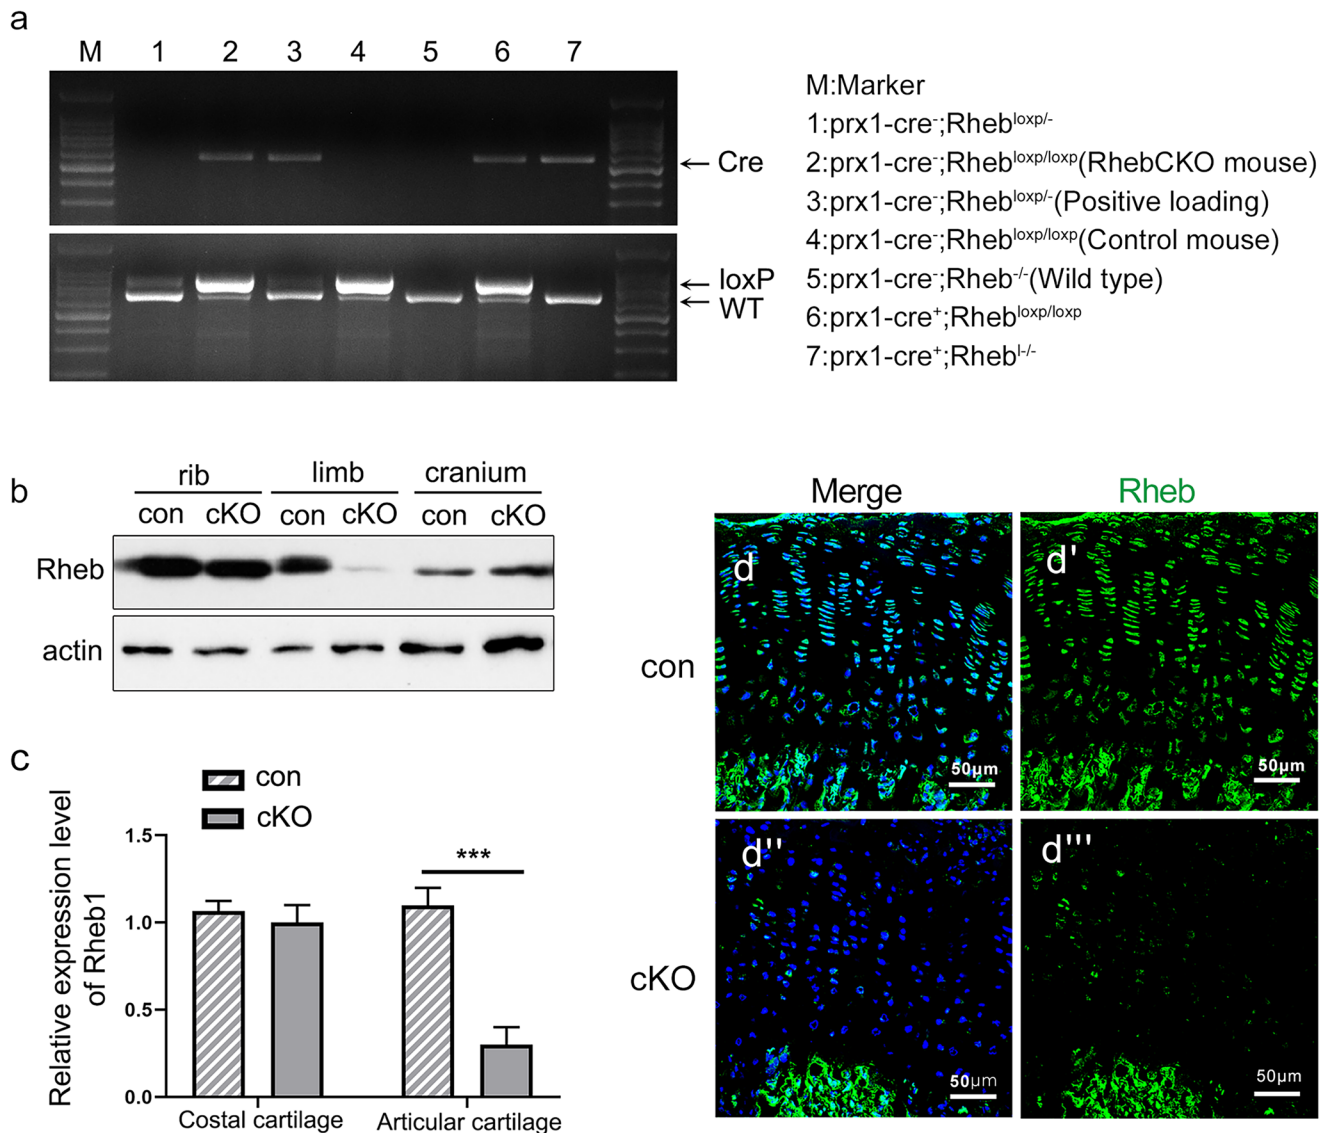 a
M 1 2 3 4 5 6 7
Cre
loxP
WT
M:Marker
1:prx1-cre⁻;Rheb^loxp/-
2:prx1-cre⁻;Rheb^loxp/loxp(RhebCKO mouse)
3:prx1-cre⁻;Rheb^loxp/-(Positive loading)
4:prx1-cre⁻;Rheb^loxp/loxp(Control mouse)
5:prx1-cre⁻;Rheb^-/-(Wild type)
6:prx1-cre⁺;Rheb^loxp/loxp
7:prx1-cre⁺;Rheb^l-/-
b
rib limb cranium
con cKO con cKO con cKO
Rheb
actin
c
con
cKO
Relative expression level
of Rheb1
1.5
1.0
0.5
0.0
***
Costal cartilage Articular cartilage
Merge Rheb
con
d
50μm
d'
50μm
cKO
d''
50μm
d'''
50μm